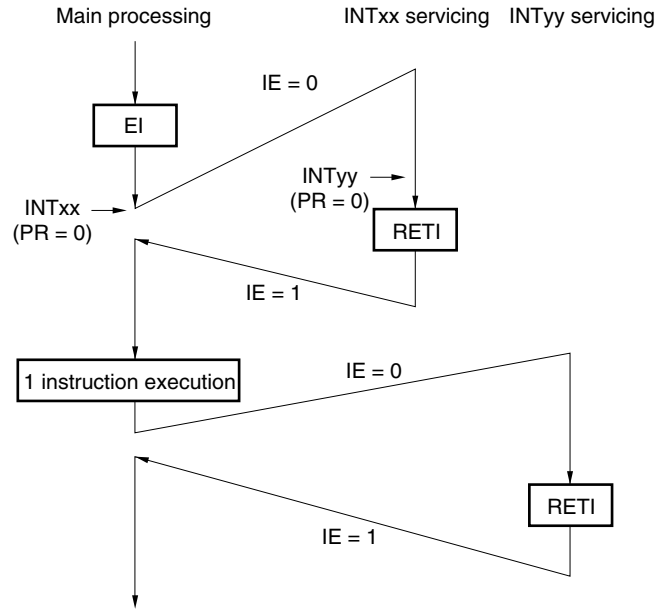 Main processing
INTxx servicing
INTyy servicing
IE = 0
EI
INTyy
(PR = 0)
INTxx
(PR = 0)
RETI
IE = 1
1 instruction execution
IE = 0
RETI
IE = 1